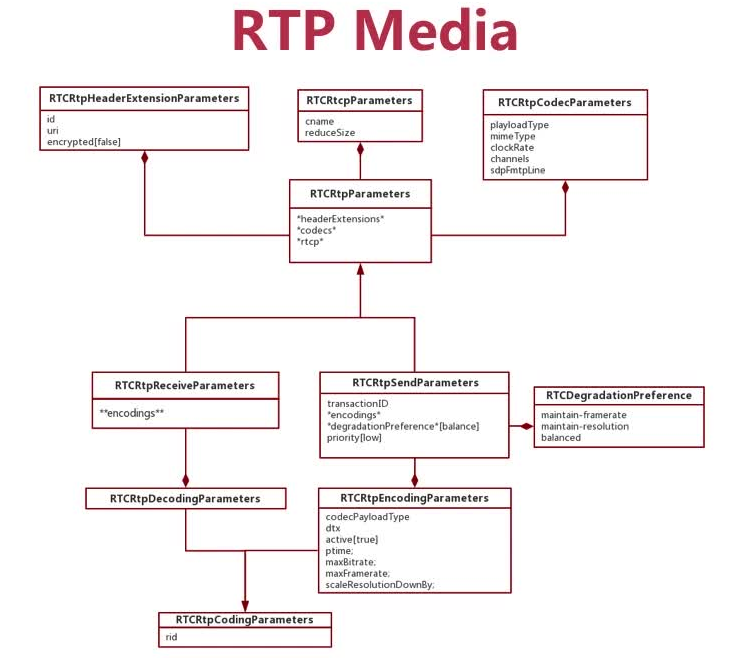 RTP Media
RTCRtpHeaderExtensionParameters
id
uri
encrypted[false]
RTCRtcpParameters
cname
reduceSize
RTCRtpCodecParameters
playloadType
mimeType
clockRate
channels
sdpFmtpLine
RTCRtpParameters
*headerExtensions*
*codecs*
*rtcp*
RTCRtpReceiveParameters
**encodings**
RTCRtpSendParameters
transactionID
*encodings*
*degradationPreference*[balance]
priority[low]
RTCDegradationPreference
maintain-framerate
maintain-resolution
balanced
RTCRtpDecodingParameters
RTCRtpEncodingParameters
codecPayloadType
dtx
active[true]
ptime;
maxBitrate;
maxFramerate;
scaleResolutionDownBy;
RTCRtpCodingParameters
rid